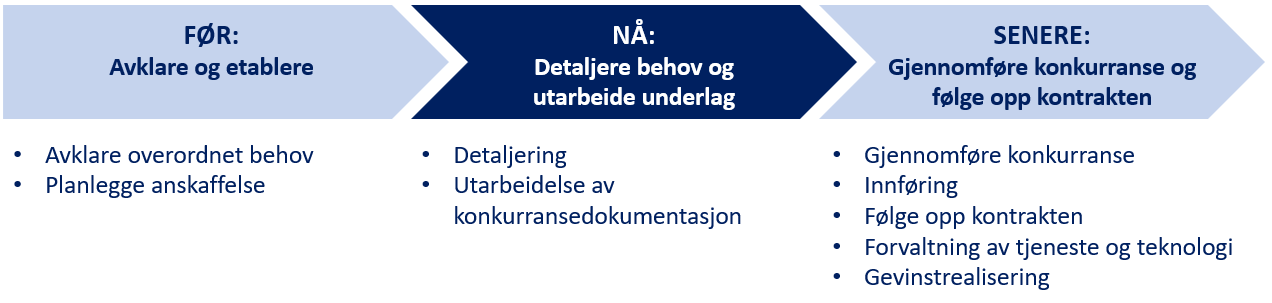 FØR:
Avklare og etablere
• Avklare overordnet behov
• Planlegge anskaffelse
NÅ:
Detaljere behov og
utarbeide underlag
• Detaljering
• Utarbeidelse av
konkurransedokumentasjon
SENERE:
Gjennomføre konkurranse og
følge opp kontrakten
• Gjennomføre konkurranse
• Innføring
• Følge opp kontrakten
• Forvaltning av tjeneste og teknologi
• Gevinstrealisering